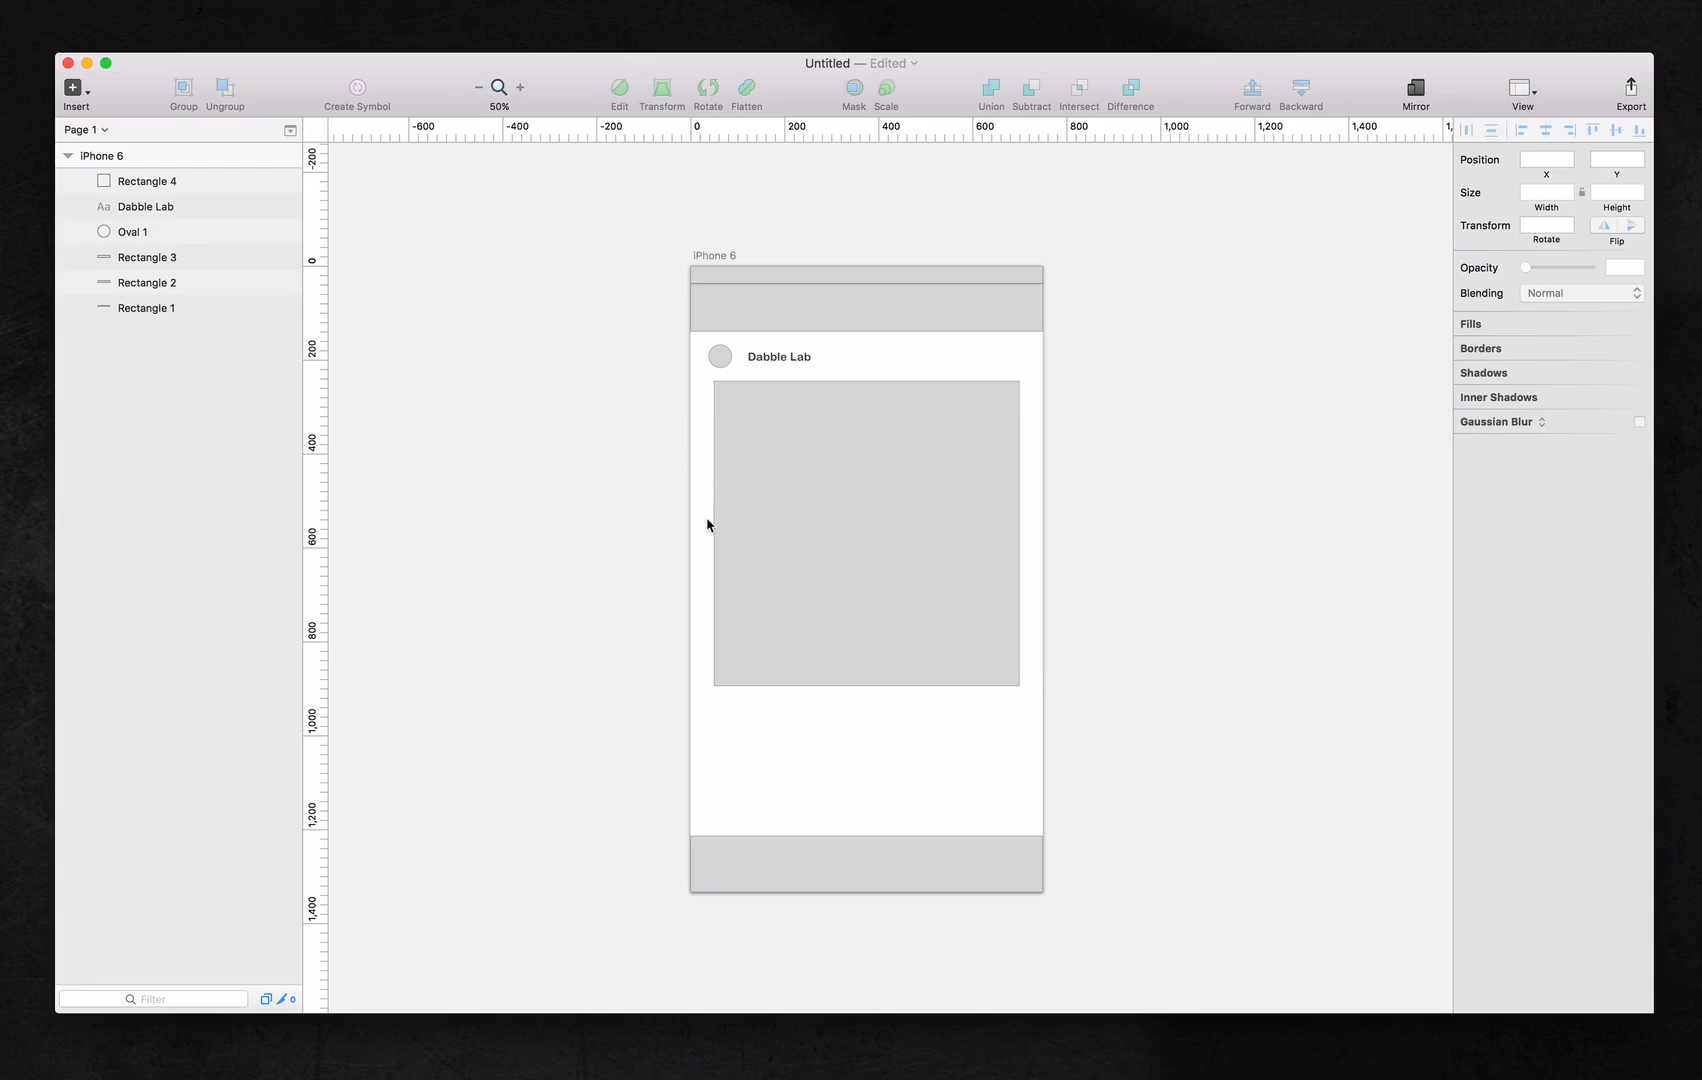 Untitled — Edited
Insert
Group
Ungroup
Create Symbol
50%
Edit
Transform
Rotate
Flatten
Mask
Scale
Union
Subtract
Intersect
Difference
Forward
Backward
Mirror
View
Export
Page 1
-600
-400
-200
0
200
400
600
800
1,000
1,200
1,400
1,
iPhone 6
Rectangle 4
Aa Dabble Lab
Oval 1
Rectangle 3
Rectangle 2
Rectangle 1
Filter
0
-200
0
200
400
600
800
1,000
1,200
1,400
iPhone 6
Dabble Lab
Position
X
Y
Size
Width
Height
Transform
Rotate
Flip
Opacity
Blending
Normal
Fills
Borders
Shadows
Inner Shadows
Gaussian Blur